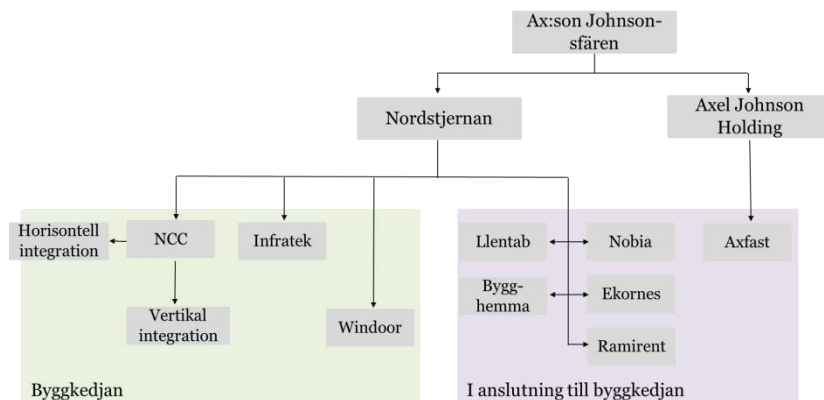 Ax:son Johnson-
sfären
Nordstjernan
Axel Johnson
Holding
Horisontell
integration
NCC
Infratek
Llentab
Nobia
Axfast
Bygg-
hemma
Ekornes
Vertikal
integration
Windoor
Ramirent
Byggkedjan
I anslutning till byggkedjan